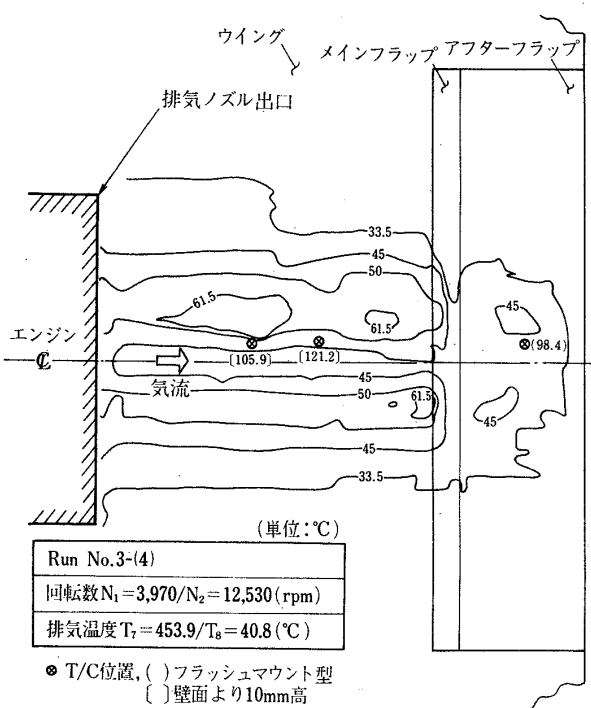 ウイング
メインフラップ
アフターフラップ
排気ノズル出口
33.5
45
50
61.5
61.5
45
エンジン
℄
[105.9]
[121.2]
(98.4)
気流
45
50
61.5
45
45
33.5
(単位:℃)
Run No.3-(4)
回転数N₁=3,970/N₂=12,530(rpm)
排気温度T₇=453.9/T₈=40.8(℃)
⊗ T/C位置,( )フラッシュマウント型
[ ]壁面より10mm高